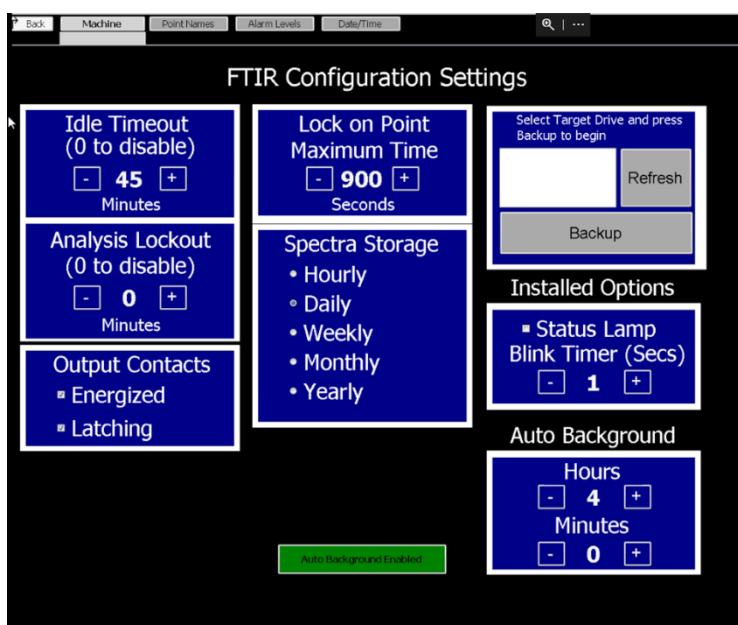 Back
Machine
Point Names
Alarm Levels
Date/Time
FTIR Configuration Settings
Idle Timeout
(0 to disable)
- 45 +
Minutes
Analysis Lockout
(0 to disable)
- 0 +
Minutes
Output Contacts
Energized
Latching
Lock on Point
Maximum Time
- 900 +
Seconds
Spectra Storage
Hourly
Daily
Weekly
Monthly
Yearly
Auto Background Enabled
Select Target Drive and press
Backup to begin
Refresh
Backup
Installed Options
Status Lamp
Blink Timer (Secs)
- 1 +
Auto Background
Hours
- 4 +
Minutes
- 0 +